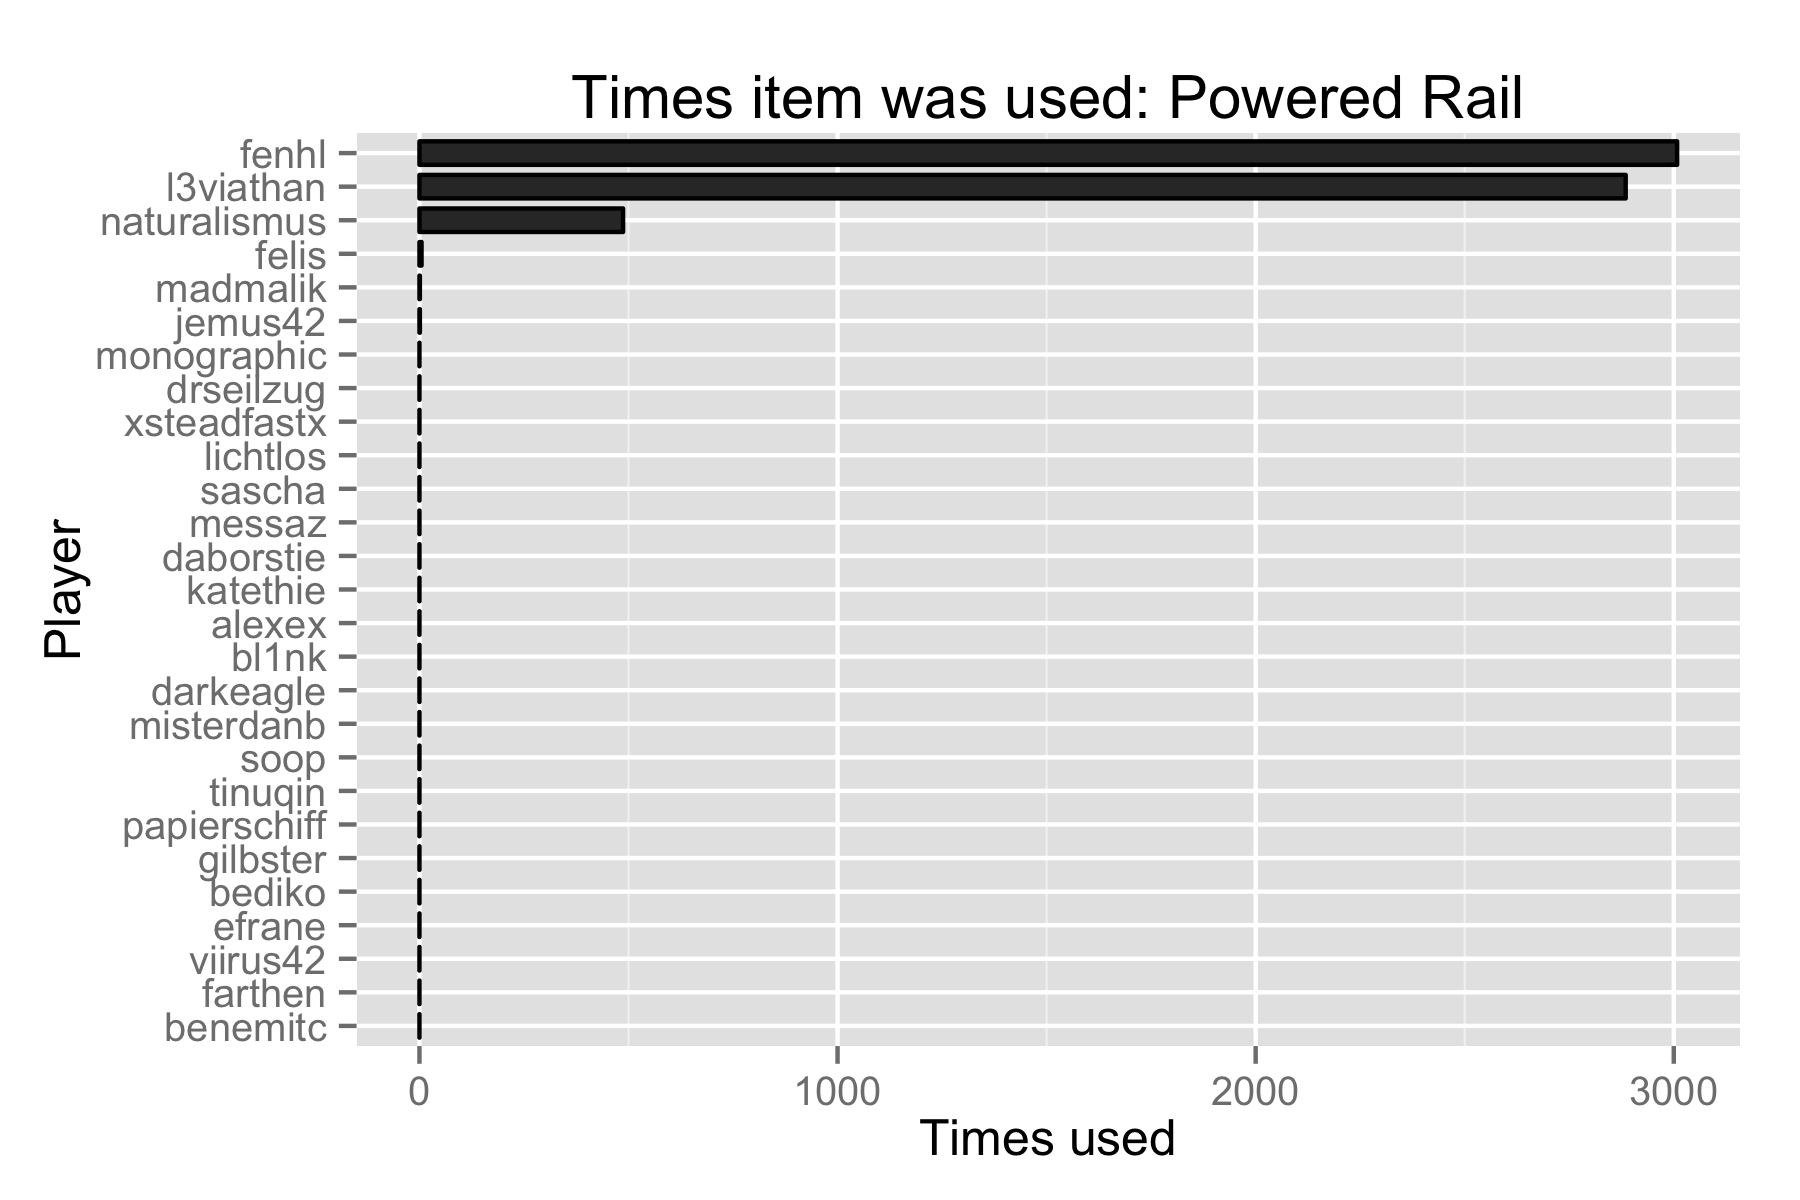 Times item was used: Powered Rail
fenhl
l3viathan
naturalismus
felis
madmalik
jemus42
monographic
drseilzug
xsteadfastx
lichtlos
sascha
messaz
daborstie
katethie
alexex
bl1nk
darkeagle
misterdanb
soop
tinuqin
papierschiff
gilbster
bediko
efrane
viirus42
farthen
benemitc
Player
0 1000 2000 3000
Times used